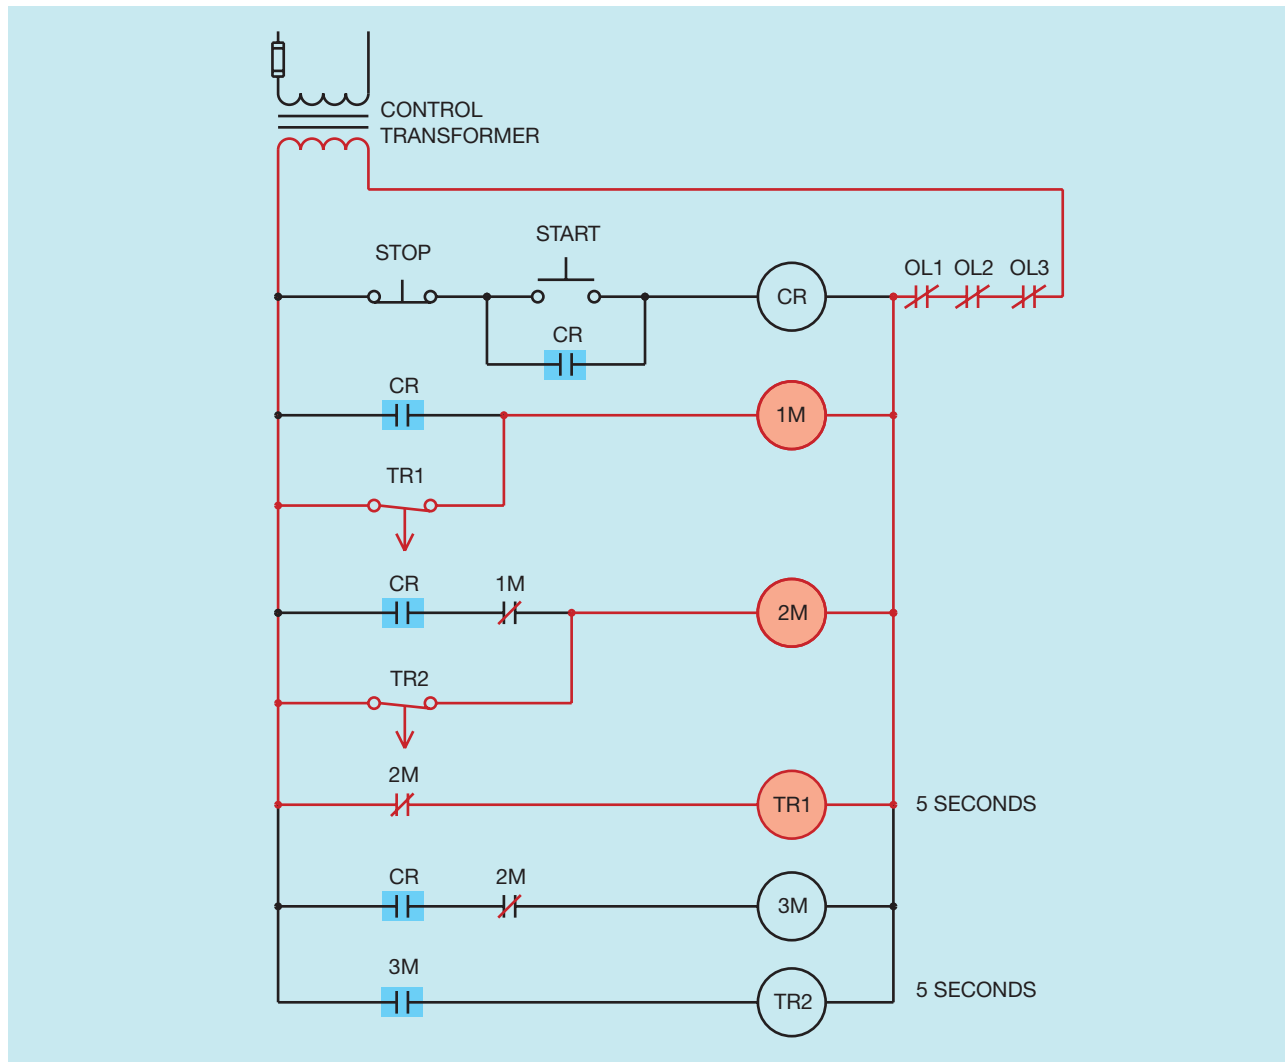 CONTROL
TRANSFORMER
START
STOP
OL1 OL2 OL3
CR
CR
CR
1M
TR1
CR
1M
2M
TR2
2M
TR1
5 SECONDS
CR
2M
3M
3M
TR2
5 SECONDS